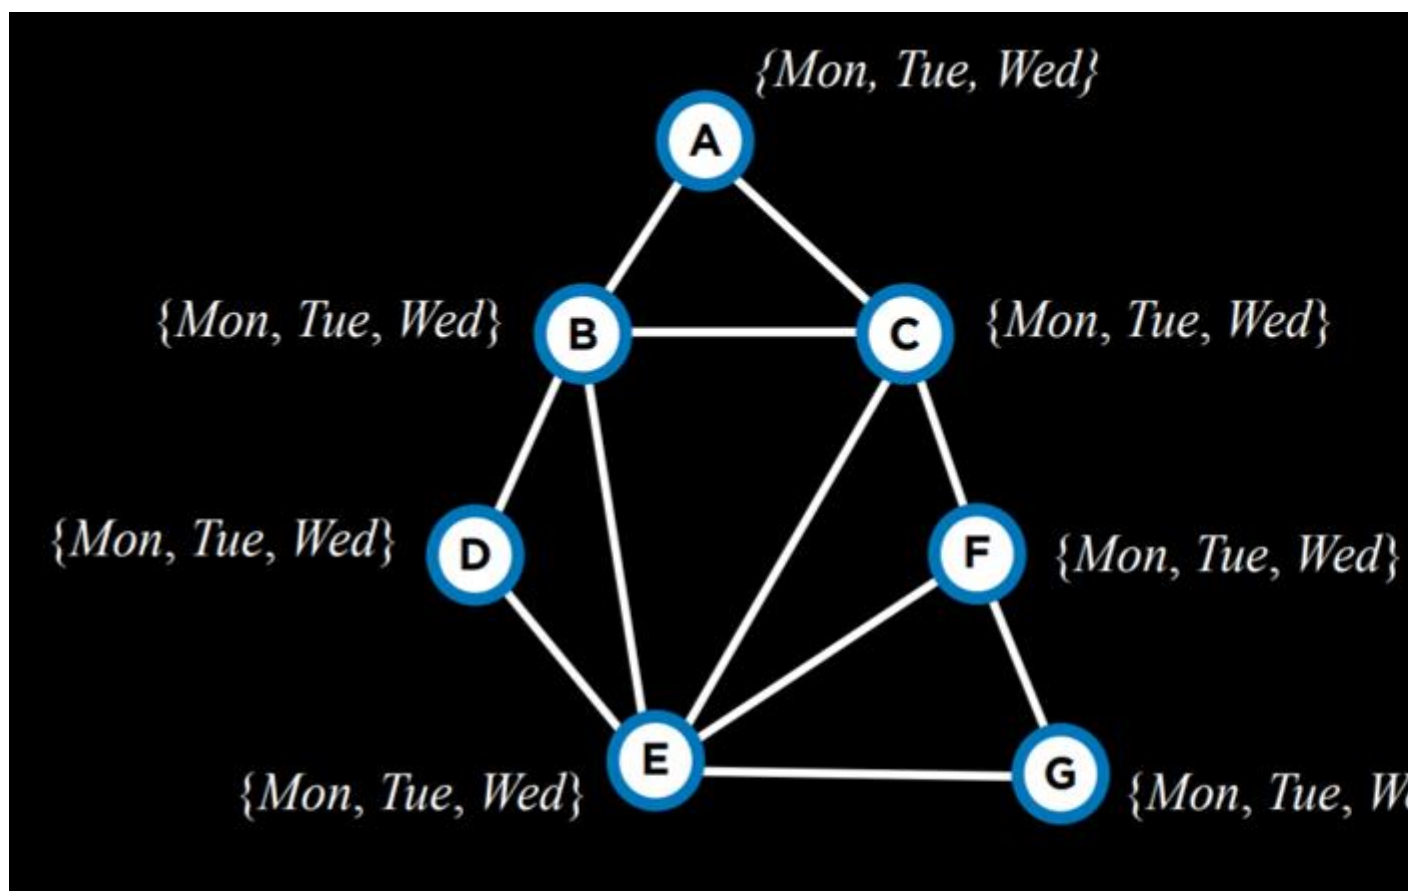 {Mon, Tue, Wed}
A
{Mon, Tue, Wed}
B
C
{Mon, Tue, Wed}
{Mon, Tue, Wed}
D
F
{Mon, Tue, Wed}
{Mon, Tue, Wed}
E
G
{Mon, Tue,